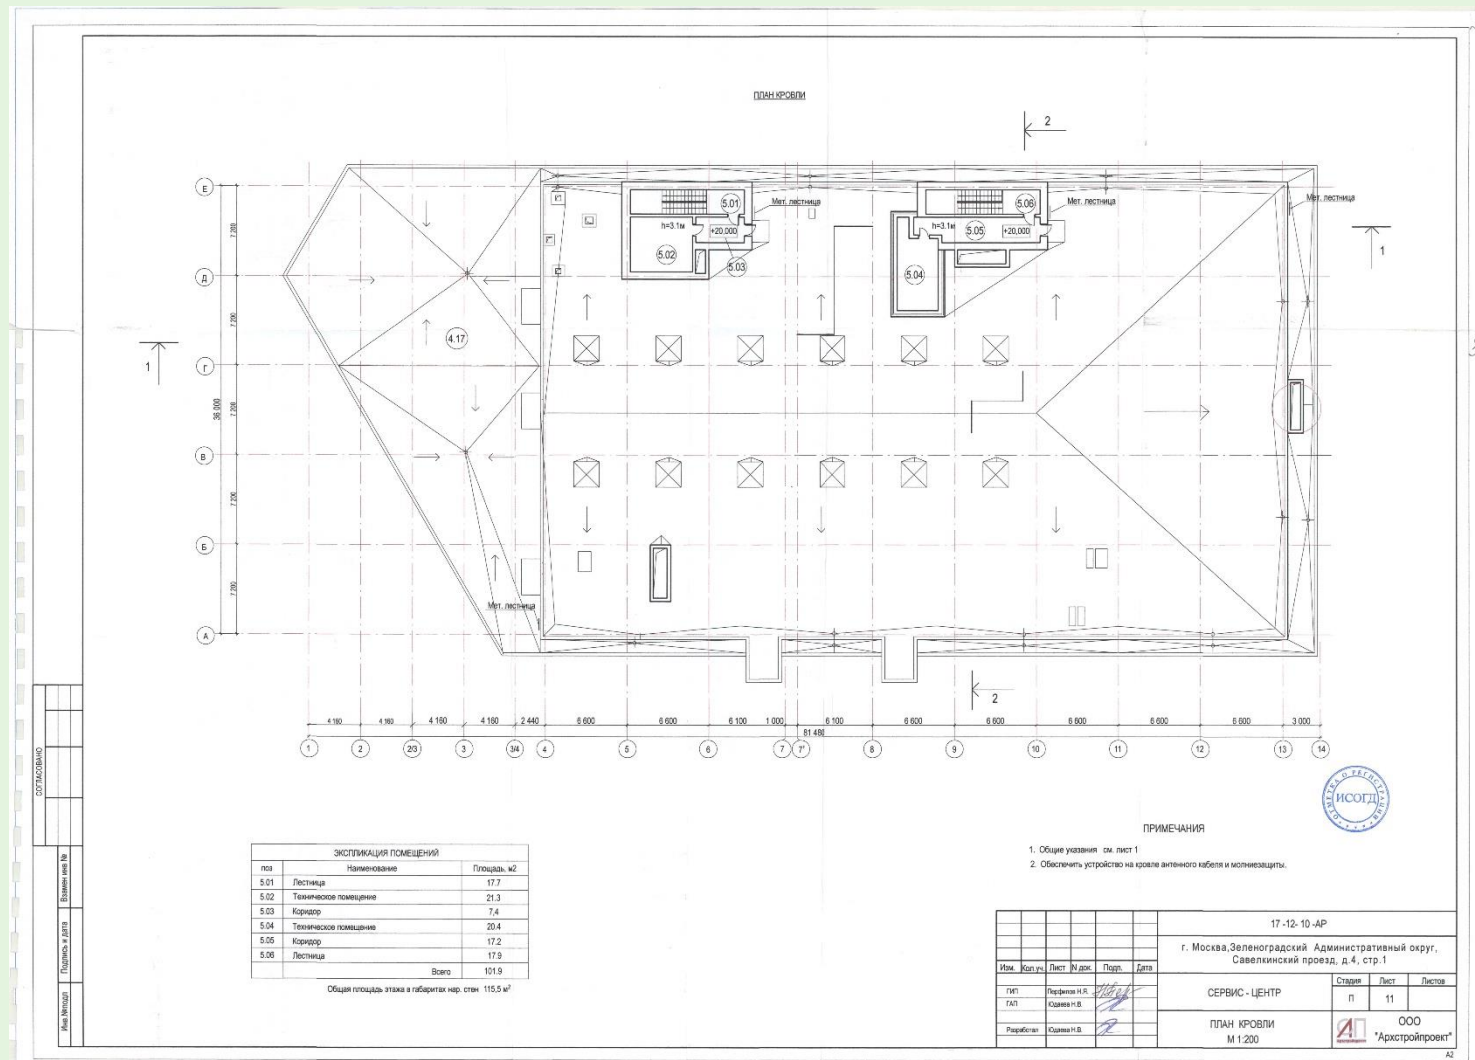 ПЛАН КРОВЛИ
2
Е
5.01
Мет. лестница
5.06
Мет. лестница
Мет. лестница
7 200
h=3.1м
+20,000
h=3.1м
5.05
+20,000
1
5.02
5.03
5.04
Д
7 200
4.17
1
Г
36 000
7 200
В
7 200
Б
7 200
Мет. лестница
А
2
4 160
4 160
4 160
4 160
2 440
6 600
6 600
6 100
1 000
6 100
6 600
6 600
6 600
6 600
6 600
3 000
81 480
1
2
2/3
3
3/4
4
5
6
7
7'
8
9
10
11
12
13
14
СОГЛАСОВАНО
Взамен инв №
Подпись и дата
Инв.№подл
ОТМЕТКА О РЕГИСТРАЦИИ
ИСОГД
ПРИМЕЧАНИЯ
1. Общие указания см. лист 1
2. Обеспечить устройство на кровле антенного кабеля и молниезащиты.
ЭКСПЛИКАЦИЯ ПОМЕЩЕНИЙ
поз Наименование Площадь, м2
5.01 Лестница 17.7
5.02 Техническое помещение 21.3
5.03 Коридор 7,4
5.04 Техническое помещение 20.4
5.05 Коридор 17.2
5.06 Лестница 17.9
Всего 101.9
Общая площадь этажа в габаритах нар. стен 115,5 м²
17 -12- 10 -АР
г. Москва,Зеленоградский Административный округ,
Савелкинский проезд, д.4, стр.1
Изм. Кол.уч. Лист N док. Подп. Дата
ГИП Перфилов Н.Я.
ГАП Юдаева Н.В.
Разработал Юдаева Н.В.
СЕРВИС - ЦЕНТР
Стадия Лист Листов
П 11
ПЛАН КРОВЛИ
М 1:200
АП
ООО
"Архстройпроект"
А2